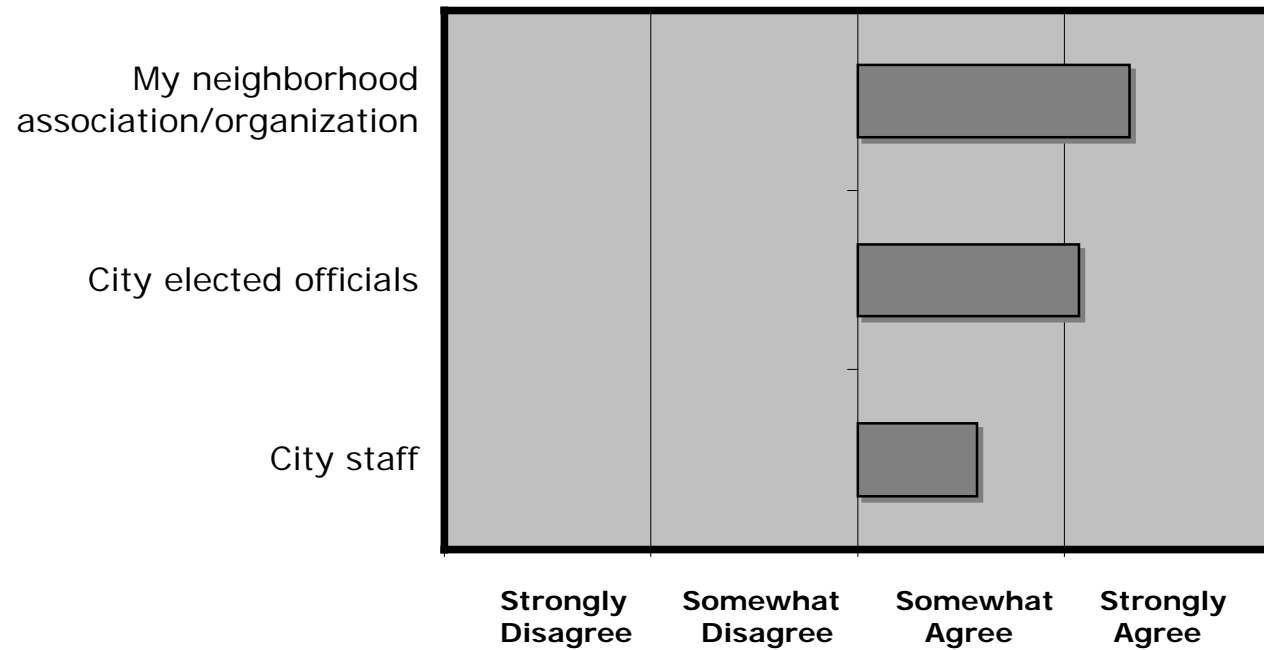 My neighborhood
association/organization
City elected officials
City staff
Strongly Disagree
Somewhat Disagree
Somewhat Agree
Strongly Agree